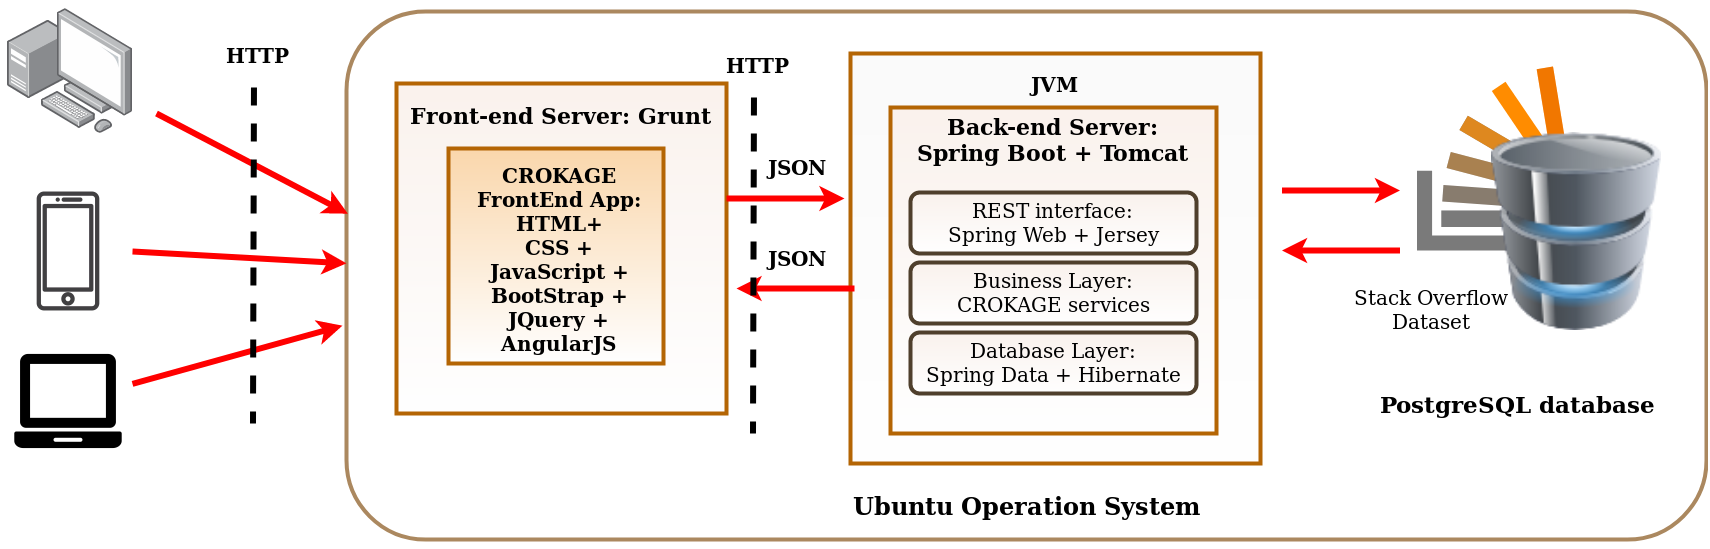 HTTP
Front-end Server: Grunt
CROKAGE
FrontEnd App:
HTML+
CSS +
JavaScript +
BootStrap +
JQuery +
AngularJS
HTTP
JSON
JSON
JVM
Back-end Server:
Spring Boot + Tomcat
REST interface:
Spring Web + Jersey
Business Layer:
CROKAGE services
Database Layer:
Spring Data + Hibernate
Stack Overflow
Dataset
PostgreSQL database
Ubuntu Operation System